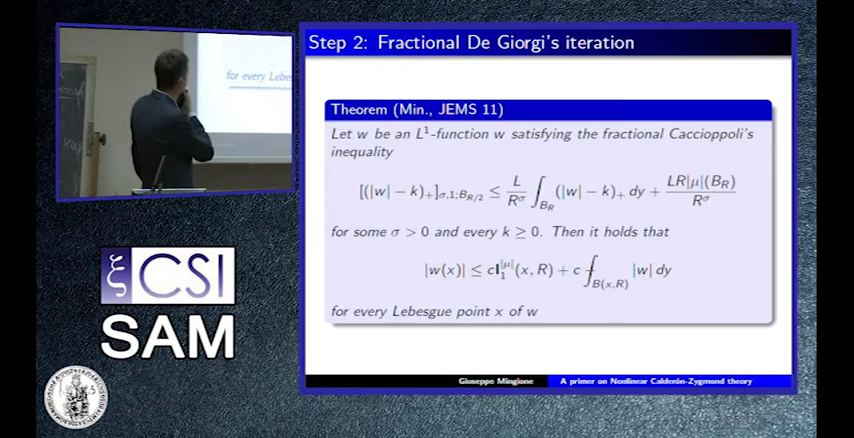 for every Lebes
Step 2: Fractional De Giorgi's iteration
Theorem (Min., JEMS 11)
Let w be an L¹-function w satisfying the fractional Caccioppoli's
inequality
[(|w| − k)₊]σ,1;B_{R/2} ≤ L/R^σ ∫_{B_R} (|w| − k)₊ dy + LR|μ|(B_R)/R^σ
for some σ > 0 and every k ≥ 0. Then it holds that
|w(x)| ≤ cI₁^{|μ|}(x, R) + c ⨍_{B(x,R)} |w| dy
for every Lebesgue point x of w
ξ CSI
SAM
Giuseppe Mingione A primer on Nonlinear Calderón-Zygmund theory